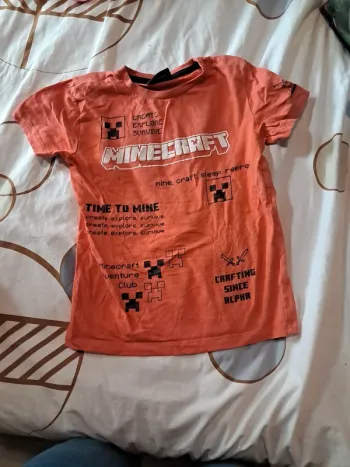 CREATE
EXPLORE
SURVIVE
MINECRAFT
mine, craft, sleep, repeat
TIME TO MINE
create, explore, survive
create, explore, survive
create, explore, survive
Minecraft
Adventure
Club
CRAFTING
SINCE
ALPHA